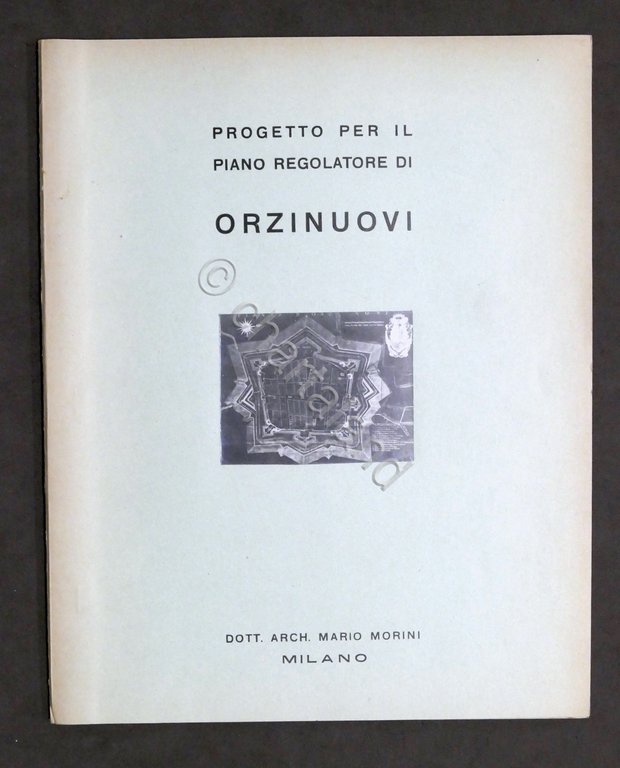 PROGETTO PER IL
PIANO REGOLATORE DI
ORZINUOVI
DOTT. ARCH. MARIO MORINI
MILANO